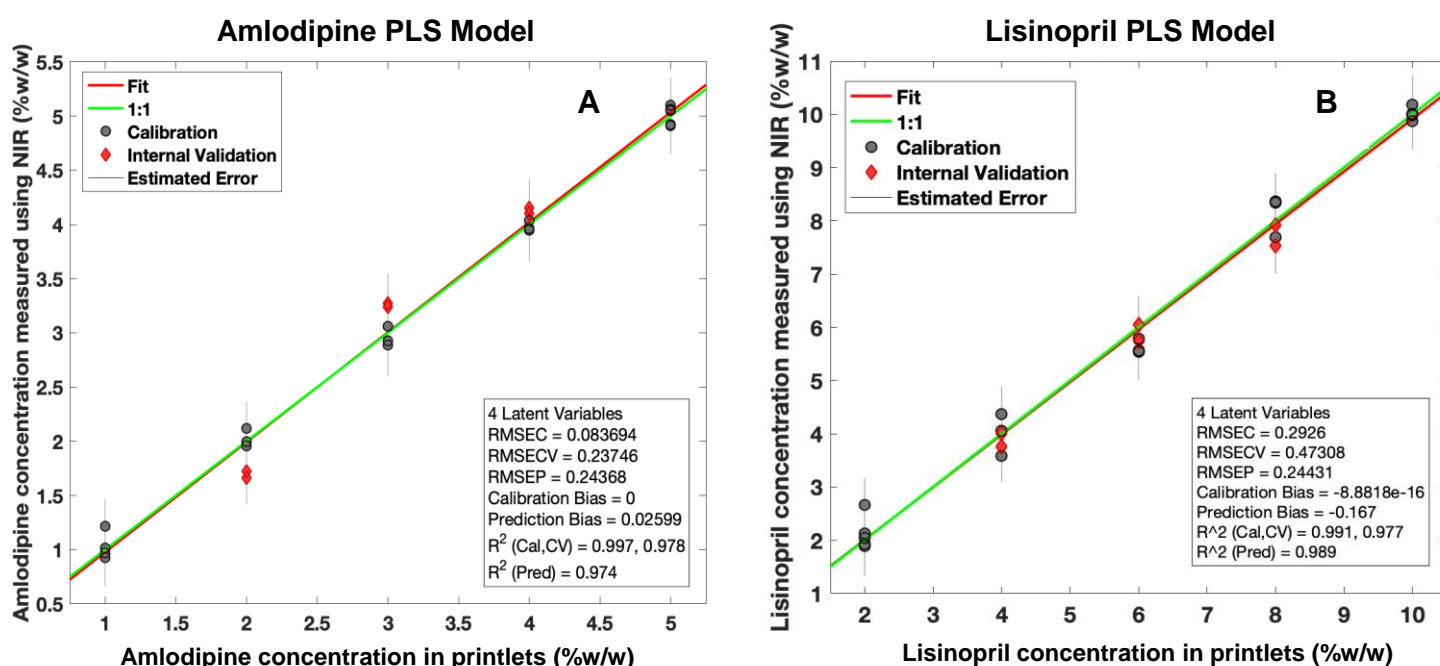 Amlodipine PLS Model
Amlodipine concentration measured using NIR (%w/w)
5.5
5
4.5
4
3.5
3
2.5
2
1.5
1
0.5
Fit
1:1
Calibration
Internal Validation
Estimated Error
A
4 Latent Variables
RMSEC = 0.083694
RMSECV = 0.23746
RMSEP = 0.24368
Calibration Bias = 0
Prediction Bias = 0.02599
R² (Cal,CV) = 0.997, 0.978
R² (Pred) = 0.974
1 1.5 2 2.5 3 3.5 4 4.5 5
Amlodipine concentration in printlets (%w/w)
Lisinopril PLS Model
Lisinopril concentration measured using NIR (%w/w)
11
10
9
8
7
6
5
4
3
2
1
Fit
1:1
Calibration
Internal Validation
Estimated Error
B
4 Latent Variables
RMSEC = 0.2926
RMSECV = 0.47308
RMSEP = 0.24431
Calibration Bias = -8.8818e-16
Prediction Bias = -0.167
R^2 (Cal,CV) = 0.991, 0.977
R^2 (Pred) = 0.989
2 3 4 5 6 7 8 9 10
Lisinopril concentration in printlets (%w/w)